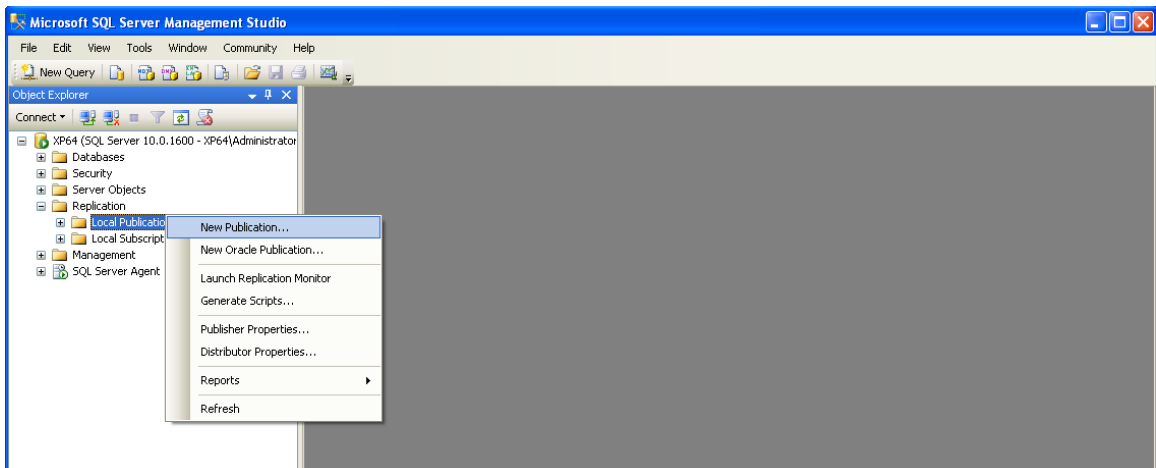 Microsoft SQL Server Management Studio
File Edit View Tools Window Community Help
New Query
Object Explorer
Connect
XP64 (SQL Server 10.0.1600 - XP64\Administrator
Databases
Security
Server Objects
Replication
Local Publicatio
Local Subscript
Management
SQL Server Agent
New Publication...
New Oracle Publication...
Launch Replication Monitor
Generate Scripts...
Publisher Properties...
Distributor Properties...
Reports
Refresh